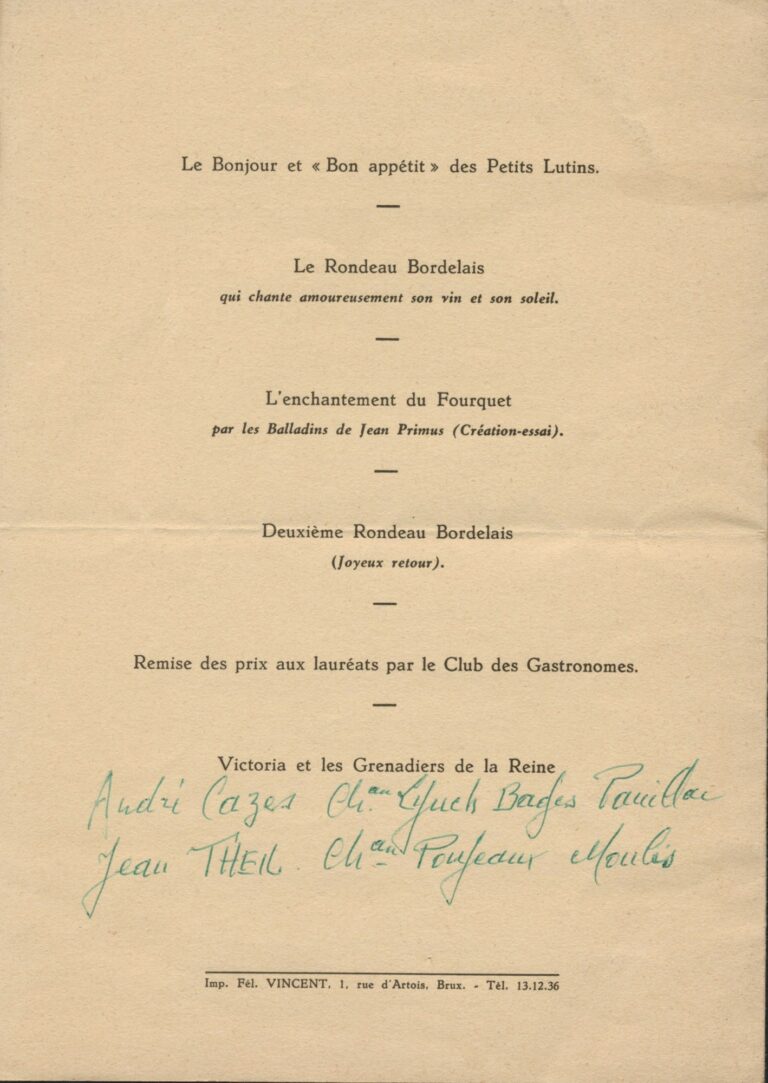 Le Bonjour et « Bon appétit » des Petits Lutins.
Le Rondeau Bordelais
qui chante amoureusement son vin et son soleil.
L'enchantement du Fourquet
par les Balladins de Jean Primus (Création-essai).
Deuxième Rondeau Bordelais
(Joyeux retour).
Remise des prix aux lauréats par le Club des Gastronomes.
Victoria et les Grenadiers de la Reine
André Cazes Chau Lynch Bages Pauillac
Jean THEIL. Chau Poujeaux Moulis
Imp. Fél. VINCENT, 1, rue d'Artois, Brux. - Tél. 13.12.36